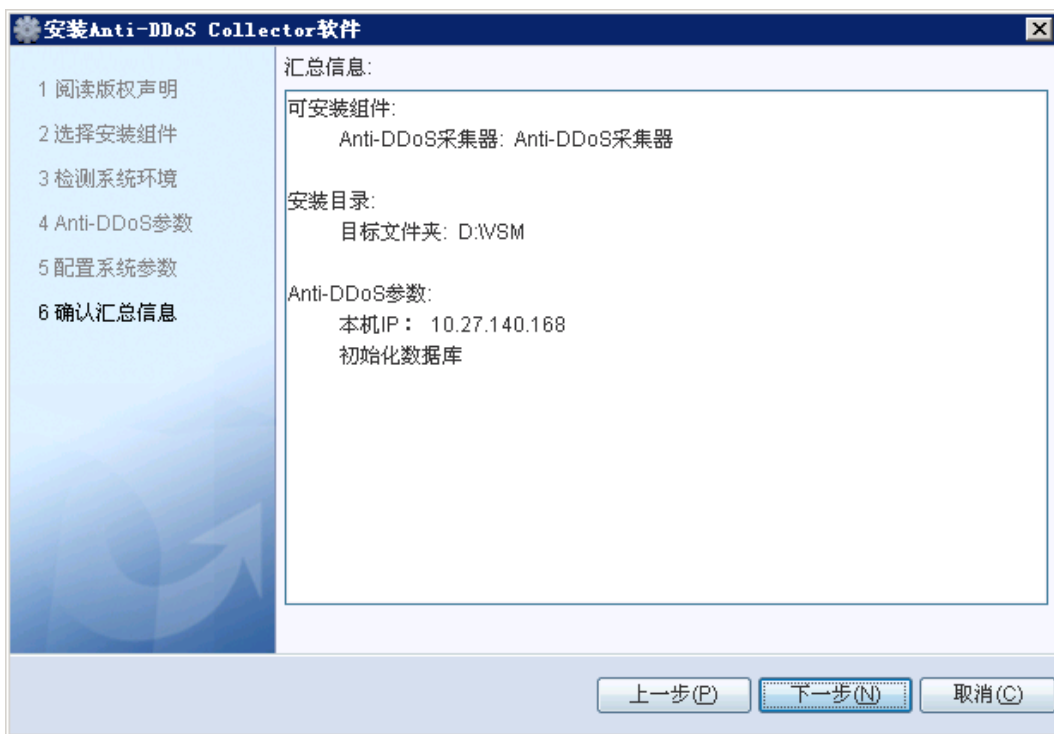 安装Anti-DDoS Collector软件
1 阅读版权声明
2 选择安装组件
3 检测系统环境
4 Anti-DDoS参数
5 配置系统参数
6 确认汇总信息
汇总信息:
可安装组件:
Anti-DDoS采集器: Anti-DDoS采集器
安装目录:
目标文件夹: D:\VSM
Anti-DDoS参数:
本机IP： 10.27.140.168
初始化数据库
上一步(P)
下一步(N)
取消(C)